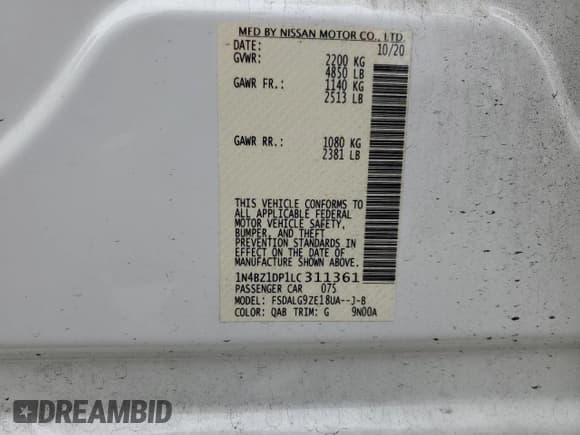 MFD BY NISSAN MOTOR CO., LTD.
DATE: 10/20
GVWR: 2200 KG
4850 LB
GAWR FR.: 1140 KG
2513 LB
GAWR RR.: 1080 KG
2381 LB
THIS VEHICLE CONFORMS TO
ALL APPLICABLE FEDERAL
MOTOR VEHICLE SAFETY,
BUMPER, AND THEFT
PREVENTION STANDARDS IN
EFFECT ON THE DATE OF
MANUFACTURE SHOWN ABOVE.
1N4BZ1DP1LC311361
PASSENGER CAR 075
MODEL: FSDALG9ZE18UA--J-B
COLOR: QAB TRIM: G 9N00A
DREAMBID